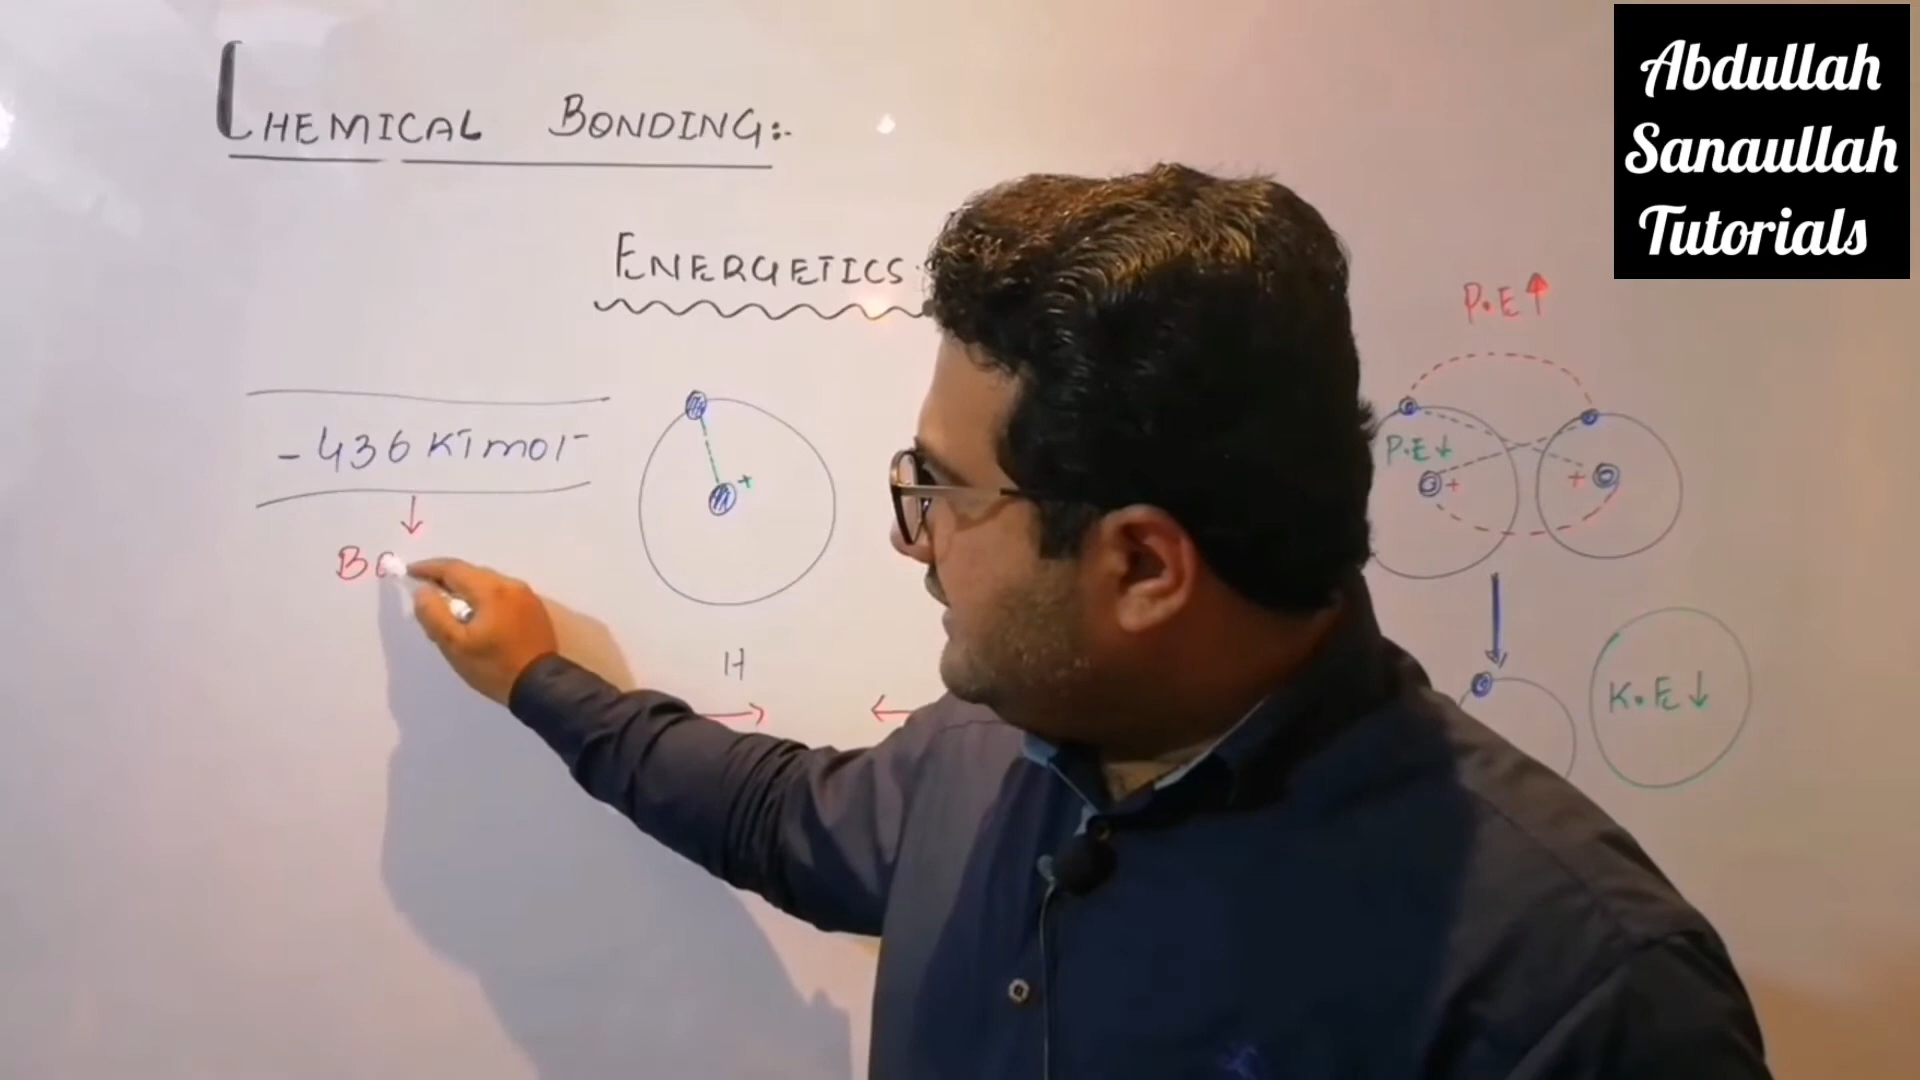 CHEMICAL BONDING:-
ENERGETICS
Abdullah
Sanaullah
Tutorials
P.E↑
-436 KJmol-
P.E↓
+
+
+
B
H
K.E↓